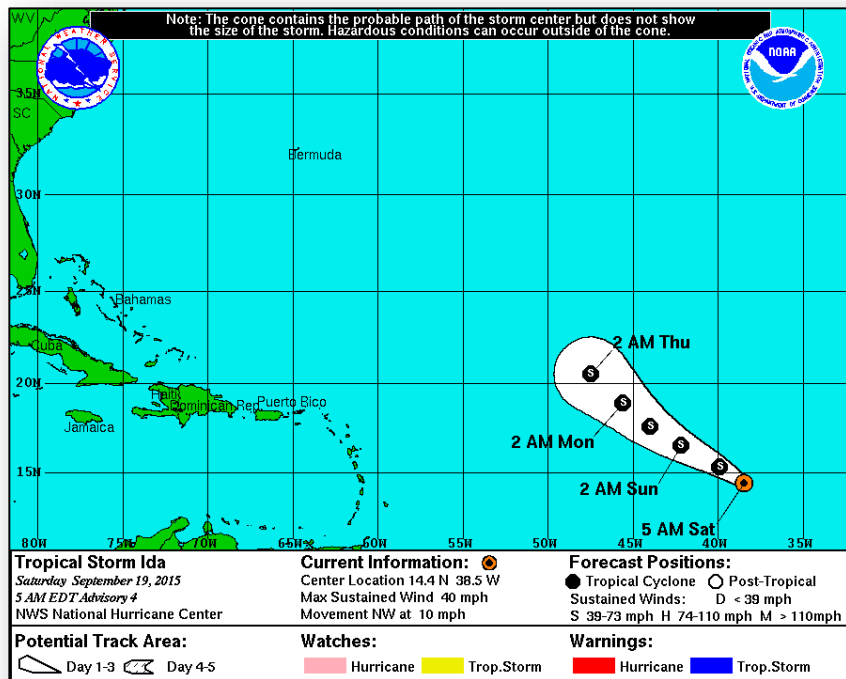 Note: The cone contains the probable path of the storm center but does not show
the size of the storm. Hazardous conditions can occur outside of the cone.
WV
NATIONAL WEATHER SERVICE
NOAA
35N
SC
Bermuda
30N
25N
Bahamas
2 AM Thu
Cuba
20N
Haiti
Dominican Rep.
Puerto Rico
Jamaica
2 AM Mon
15N
2 AM Sun
5 AM Sat
80W 75W 70W 65W 60W 55W 50W 45W 40W 35W
S
S
S
S
S
Tropical Storm Ida
Saturday September 19, 2015
5 AM EDT Advisory 4
NWS National Hurricane Center
Current Information:
Center Location 14.4 N 38.5 W
Max Sustained Wind 40 mph
Movement NW at 10 mph
Forecast Positions:
Tropical Cyclone Post-Tropical
Sustained Winds: D < 39 mph
S 39-73 mph H 74-110 mph M > 110mph
Potential Track Area:
Day 1-3 Day 4-5
Watches:
Hurricane Trop.Storm
Warnings:
Hurricane Trop.Storm